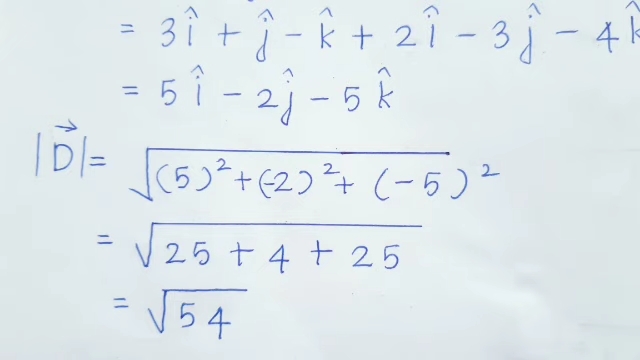 = 3î + ĵ - k̂ + 2î - 3ĵ - 4k̂
= 5î - 2ĵ - 5k̂
|D⃗| = √(5)² + (-2)² + (-5)²
= √25 + 4 + 25
= √54